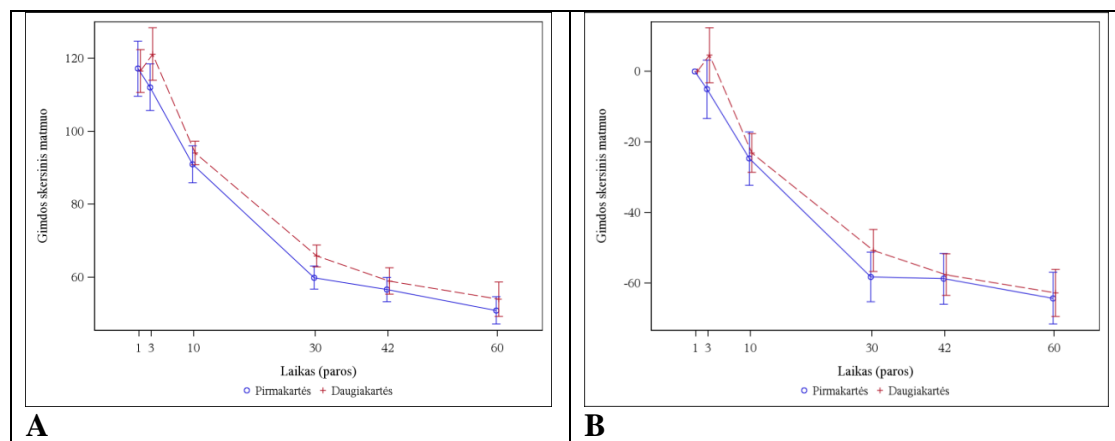 Gimdos skersinis matmuo
120
100
80
60
1 3 10 30 42 60
Laikas (paros)
Pirmakartės Daugiakartės
A
Gimdos skersinis matmuo
0
-20
-40
-60
1 3 10 30 42 60
Laikas (paros)
Pirmakartės Daugiakartės
B